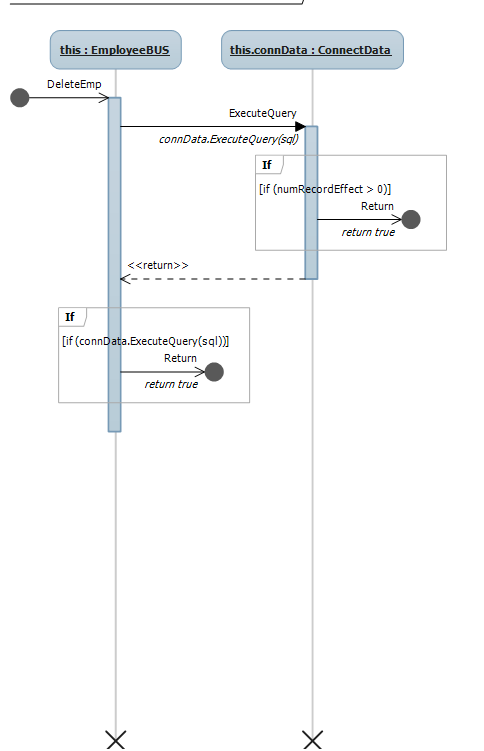 this : EmployeeBUS
this.connData : ConnectData
DeleteEmp
ExecuteQuery
connData.ExecuteQuery(sql)
If
[if (numRecordEffect > 0)]
Return
return true
<<return>>
If
[if (connData.ExecuteQuery(sql))]
Return
return true